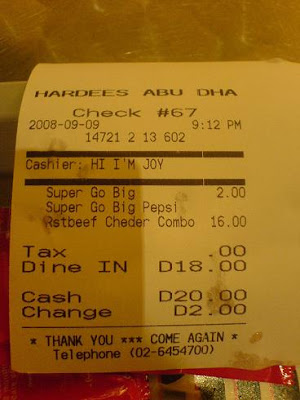 HARDEES ABU DHA
Check #67
2008-09-09 9:12 PM
14721 2 13 602
Cashier: HI I'M JOY
Super Go Big 2.00
Super Go Big Pepsi
Rstbeef Cheder Combo 16.00
Tax .00
Dine IN D18.00
Cash D20.00
Change D2.00
* THANK YOU *** COME AGAIN *
Telephone (02-6454700)